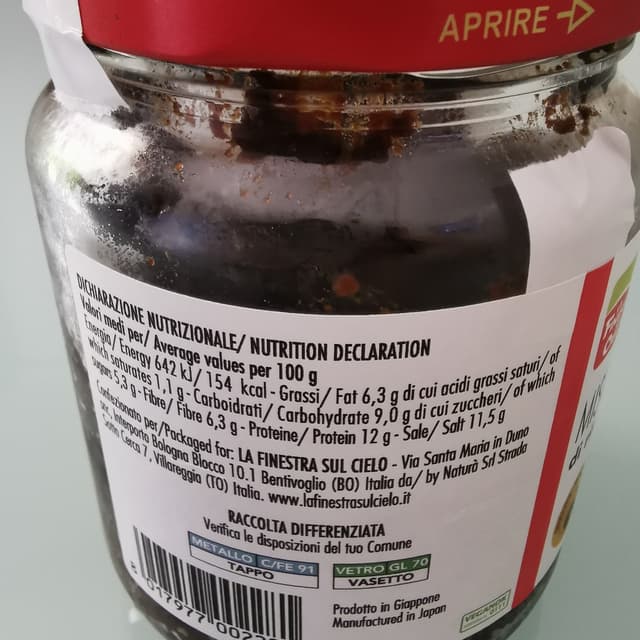 APRIRE
DICHIARAZIONE NUTRIZIONALE/ NUTRITION DECLARATION
Valori medi per/ Average values per 100 g
Energia/ Energy 642 kJ/ 154 kcal - Grassi/ Fat 6,3 g di cui acidi grassi saturi/ of
which saturates 1,1 g - Carboidrati/ Carbohydrate 9,0 g di cui zuccheri/ of which
sugars 5,3 g - Fibre/ Fibre 6,3 g - Proteine/ Protein 12 g - Sale/ Salt 11,5 g
Confezionato per/Packaged for: LA FINESTRA SUL CIELO - Via Santa Maria in Duno
snc, Interporto Bologna Blocco 10.1 Bentivoglio (BO) Italia da/ by Naturà Srl Strada
Cerca 7, Villareggia (TO) Italia. www.lafinestrasulcielo.it
RACCOLTA DIFFERENZIATA
Verifica le disposizioni del tuo Comune
METALLO C/FE 91
TAPPO
VETRO GL 70
VASETTO
Prodotto in Giappone
Manufactured in Japan
VEGANOK
8 017977 002